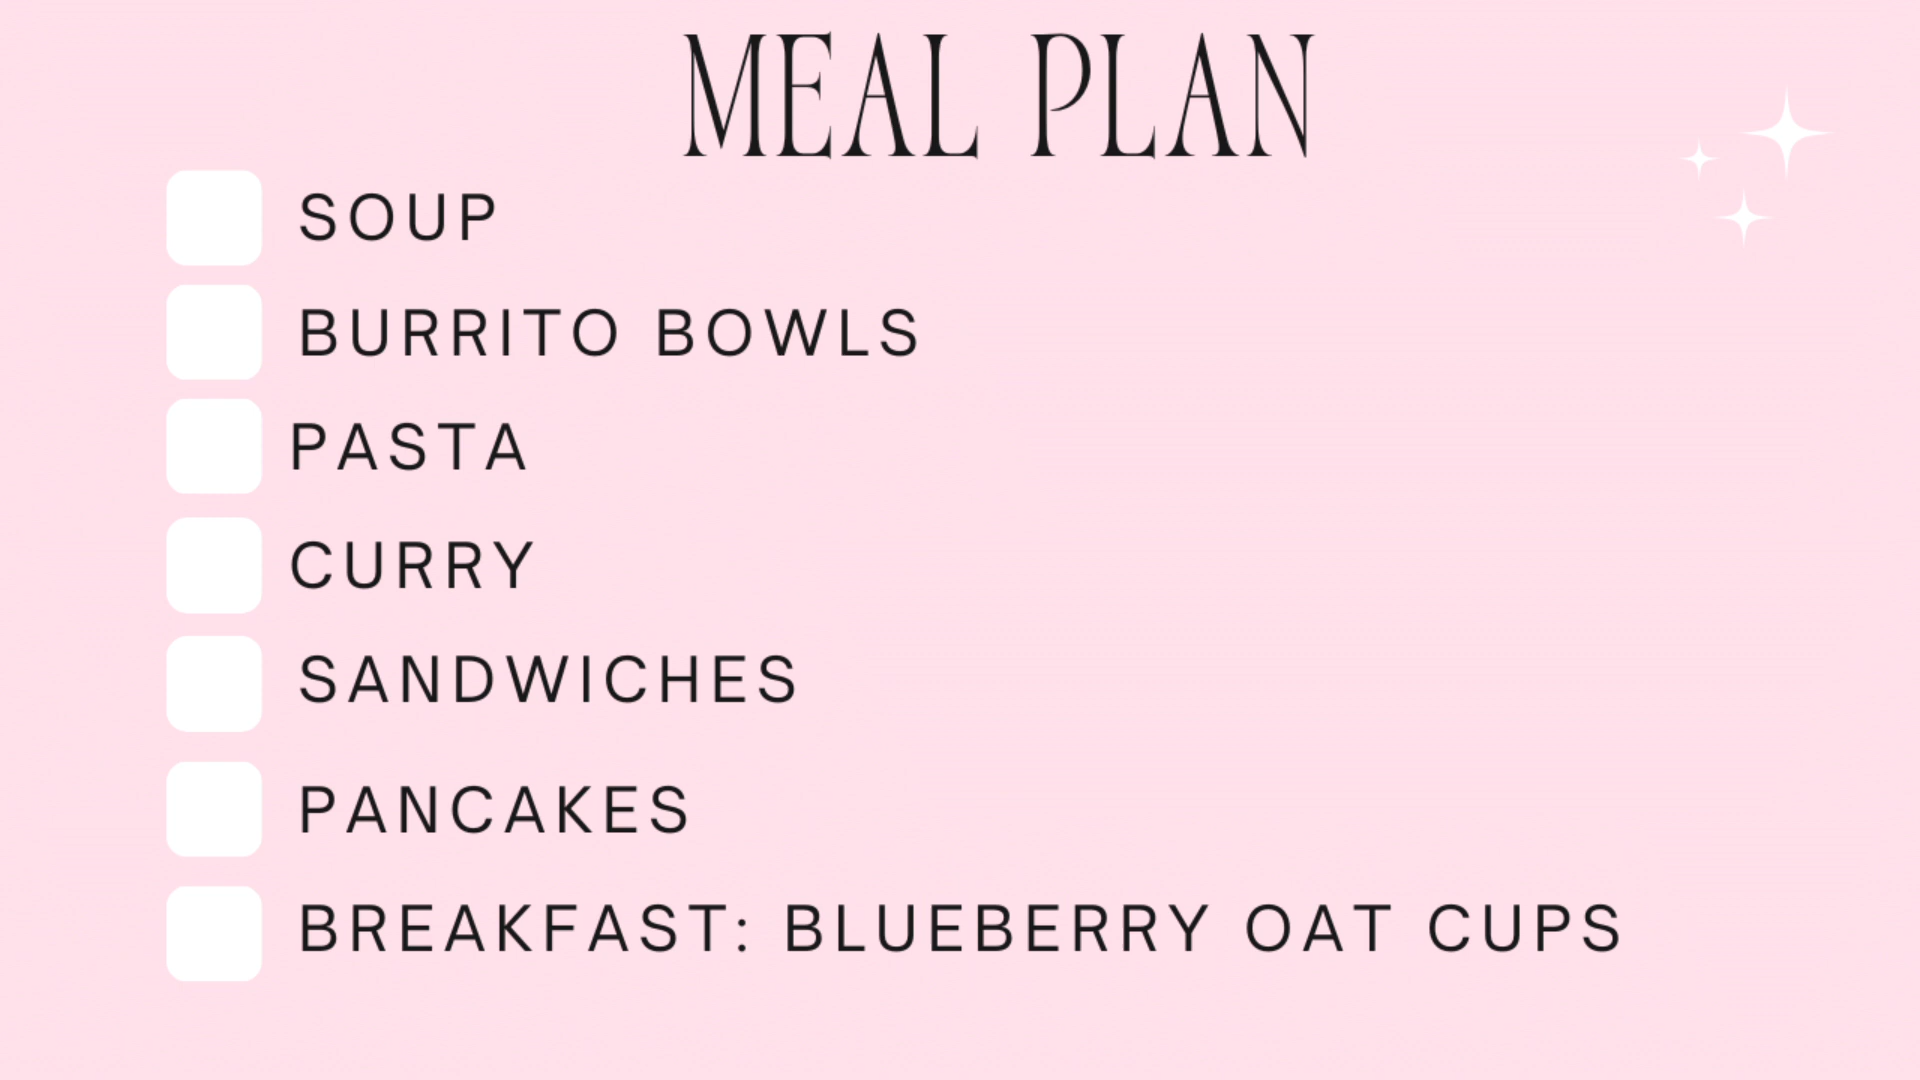 MEAL PLAN
SOUP
BURRITO BOWLS
PASTA
CURRY
SANDWICHES
PANCAKES
BREAKFAST: BLUEBERRY OAT CUPS